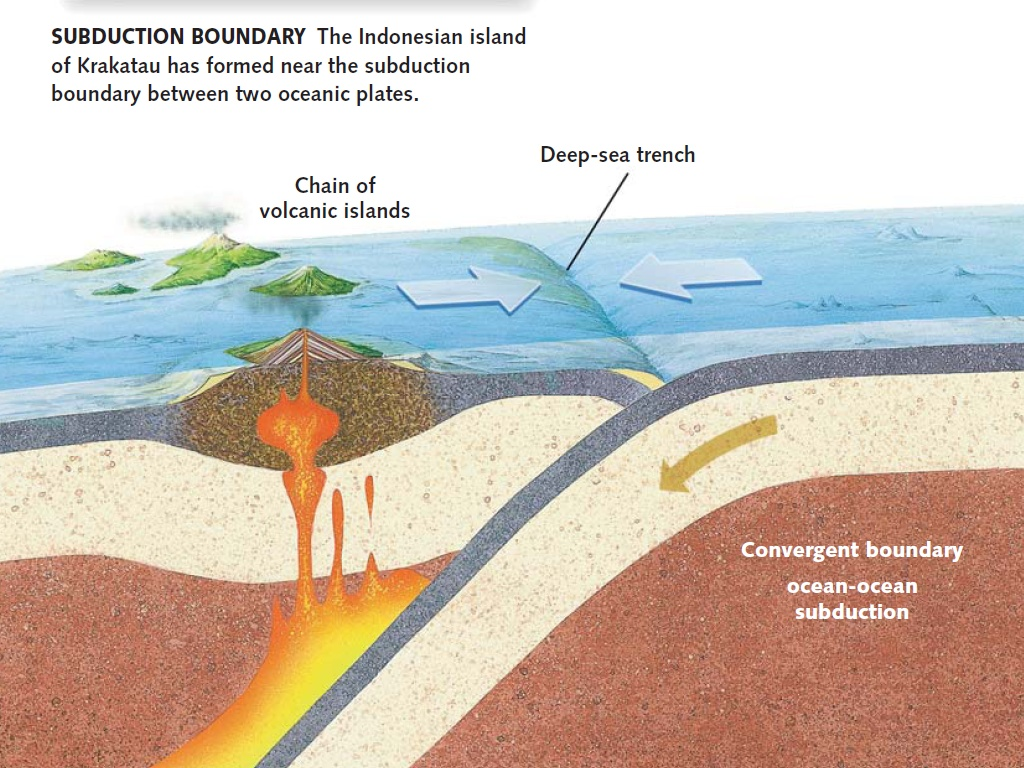 SUBDUCTION BOUNDARY The Indonesian island
of Krakatau has formed near the subduction
boundary between two oceanic plates.
Deep-sea trench
Chain of
volcanic islands
Convergent boundary
ocean-ocean
subduction